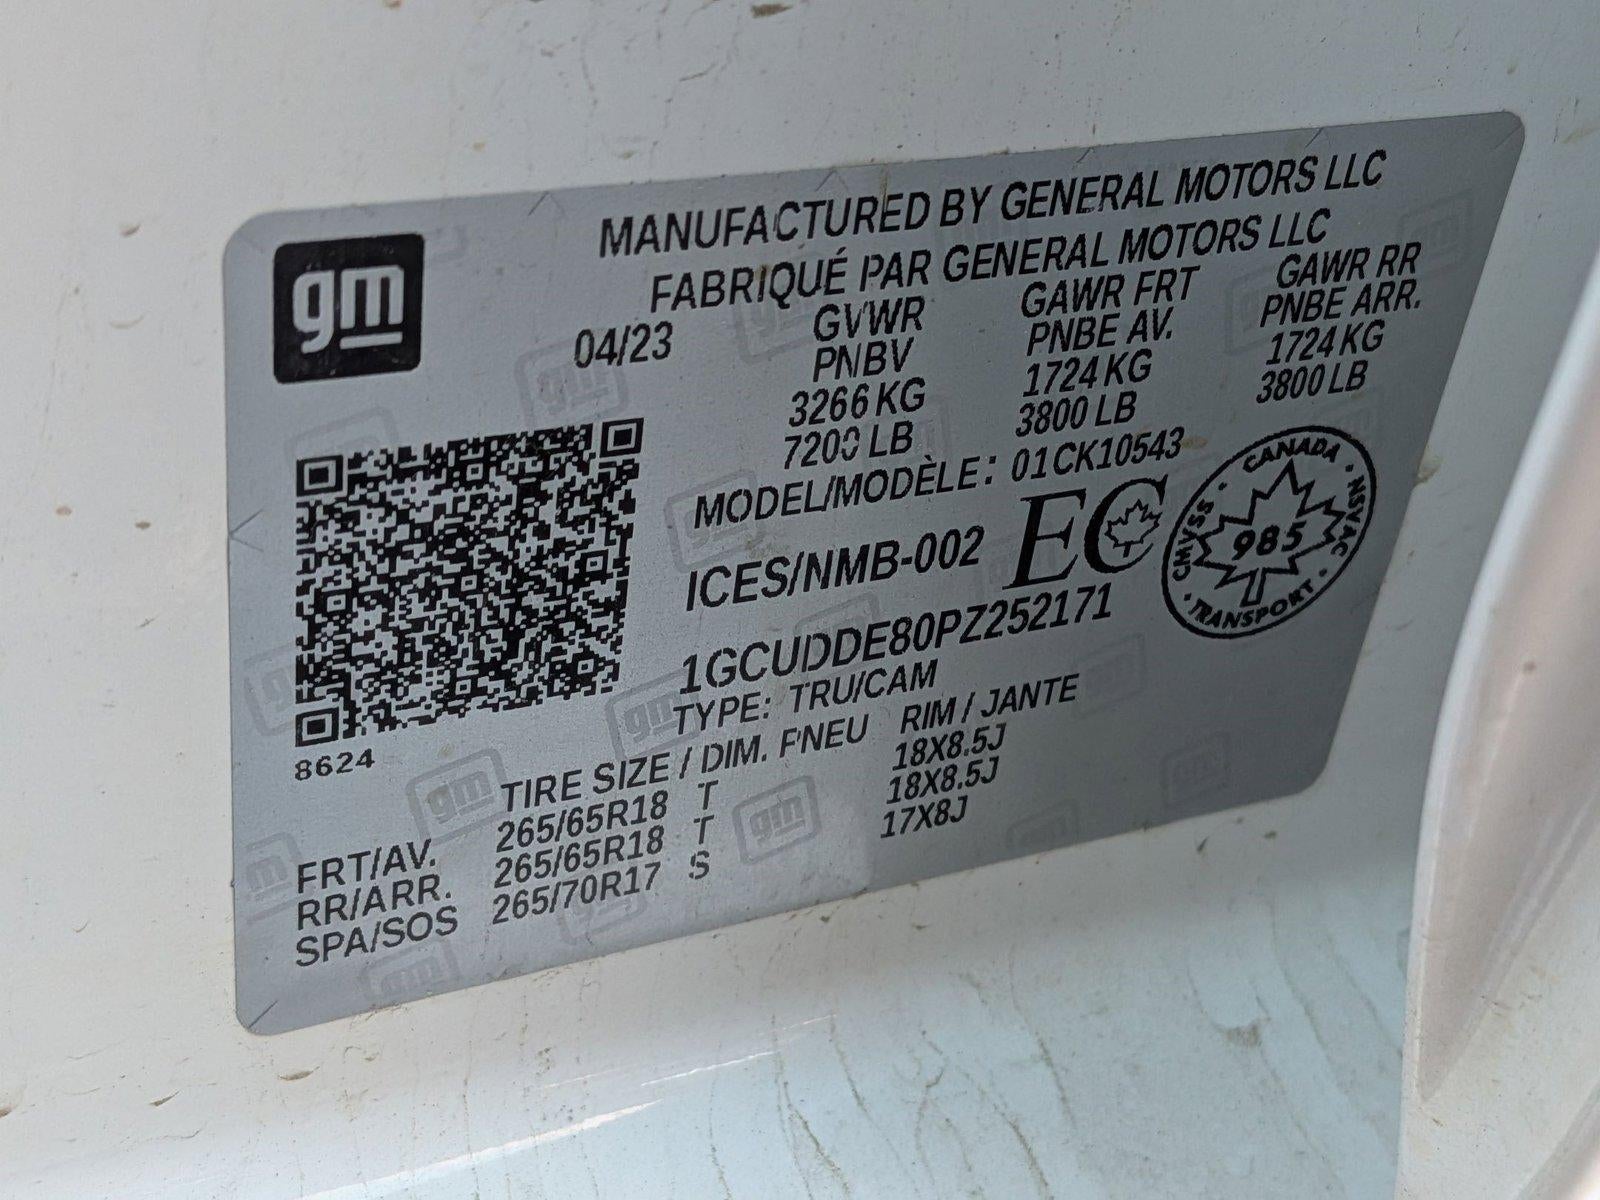 gm
MANUFACTURED BY GENERAL MOTORS LLC
FABRIQUÉ PAR GENERAL MOTORS LLC
04/23
GVWR GAWR FRT GAWR RR
PNBV PNBE AV. PNBE ARR.
3266 KG 1724 KG 1724 KG
7200 LB 3800 LB 3800 LB
MODEL/MODÈLE: 01CK10543
ICES/NMB-002 EC
CANADA · NSVAC · TRANSPORT · CMVSS ·
985
1GCUDDE80PZ252171
TYPE: TRU/CAM
8624
TIRE SIZE / DIM. PNEU RIM / JANTE
FRT/AV. 265/65R18 T 18X8.5J
RR/ARR. 265/65R18 T 18X8.5J
SPA/SOS 265/70R17 S 17X8J